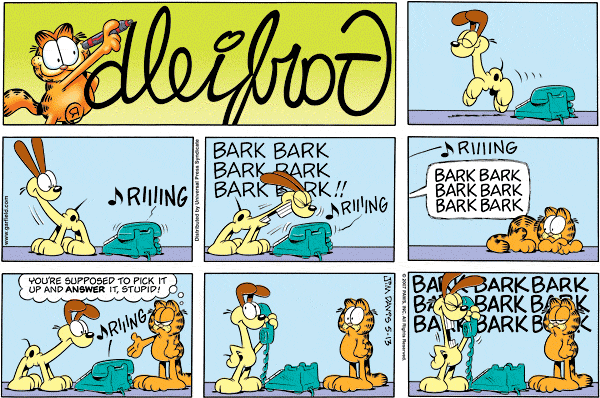 dleifraG
www.garfield.com
♪RIIIING
Distributed by Universal Press Syndicate
BARK BARK
BARK BARK
BARK BARK!!
♪RIIIING
♪RIIIING
BARK BARK
BARK BARK
BARK BARK
YOU'RE SUPPOSED TO PICK IT
UP AND ANSWER IT, STUPID!
♪RIIIING
JIM DAVIS 5-13
© 2007 PAWS, INC. All Rights Reserved.
BARK BARK BARK
BARK BARK BARK
BARK BARK BARK